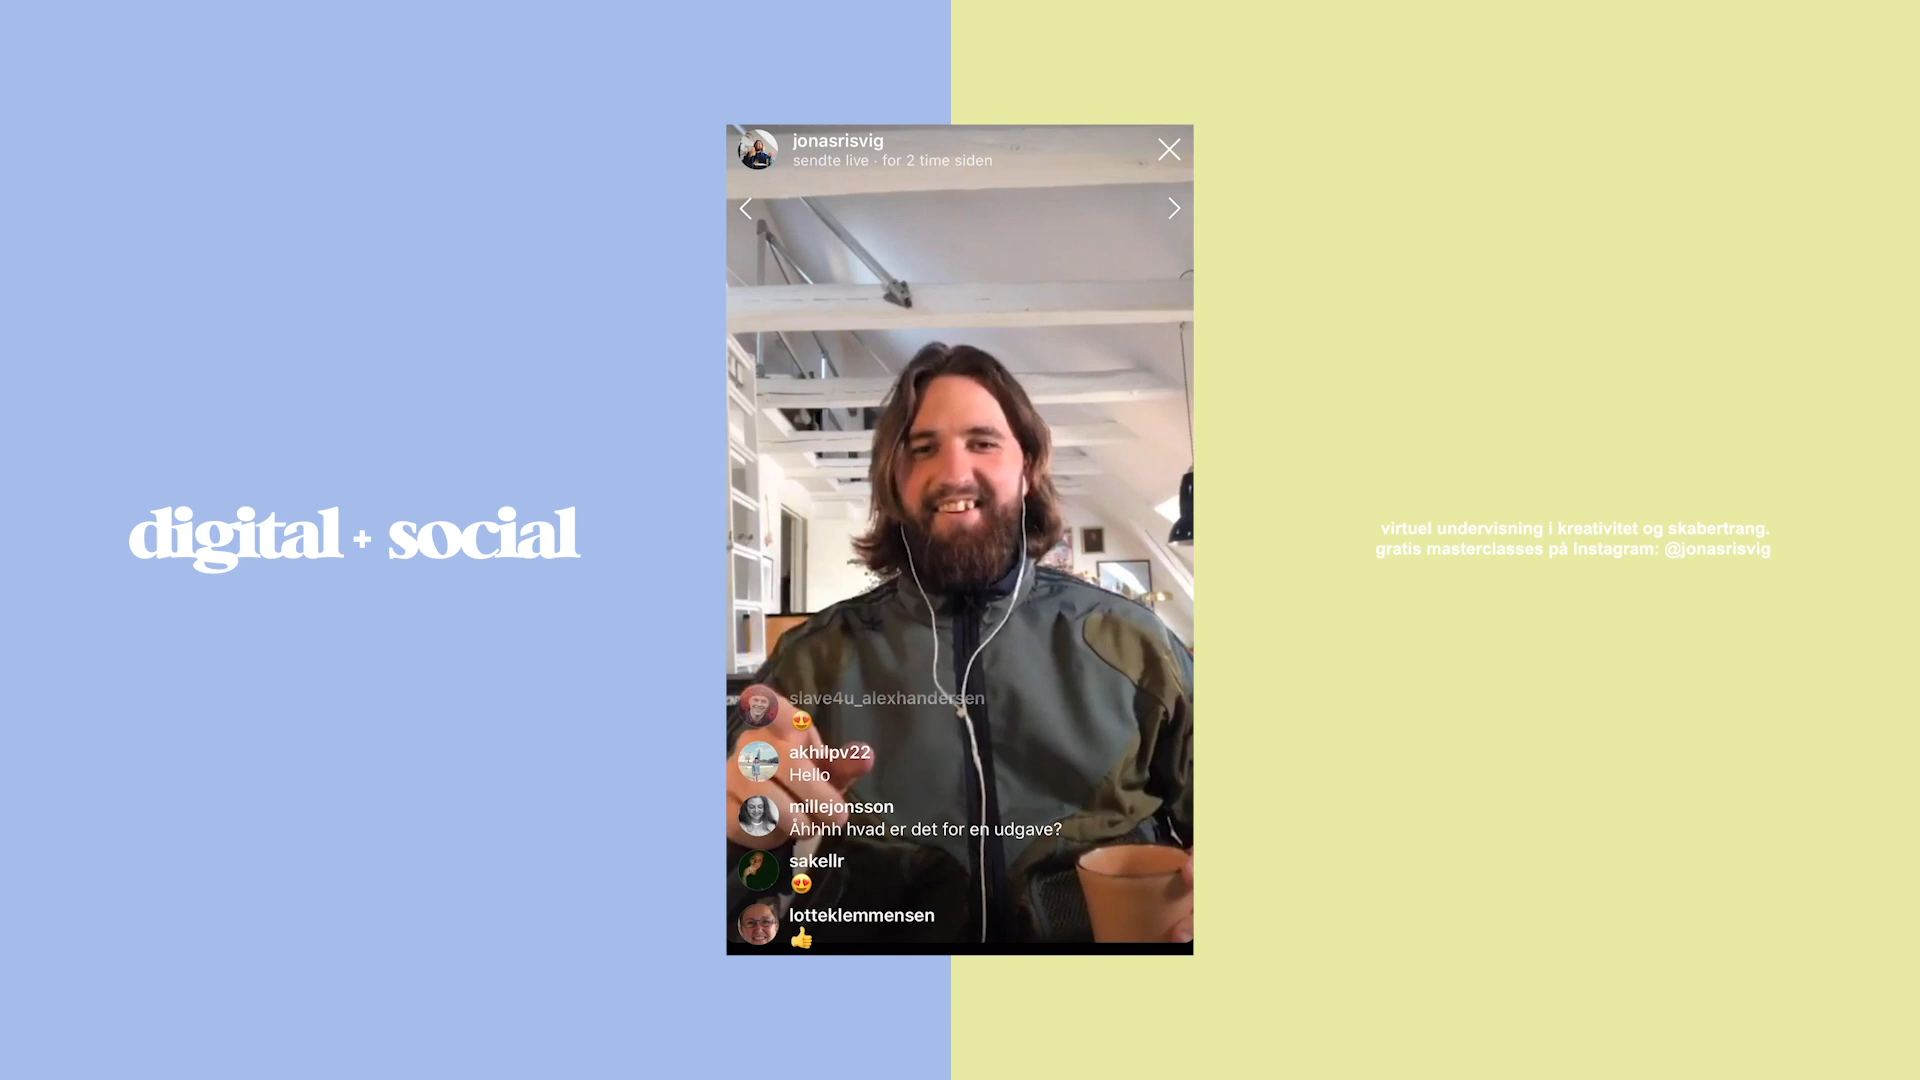 digital + social
jonasrisvig
sendte live · for 2 time siden
slave4u_alexhandersen
😍
akhilpv22
Hello
millejonsson
Åhhhh hvad er det for en udgave?
sakellr
😍
lotteklemmensen
👍
virtuel undervisning i kreativitet og skabertrang.
gratis masterclasses på Instagram: @jonasrisvig